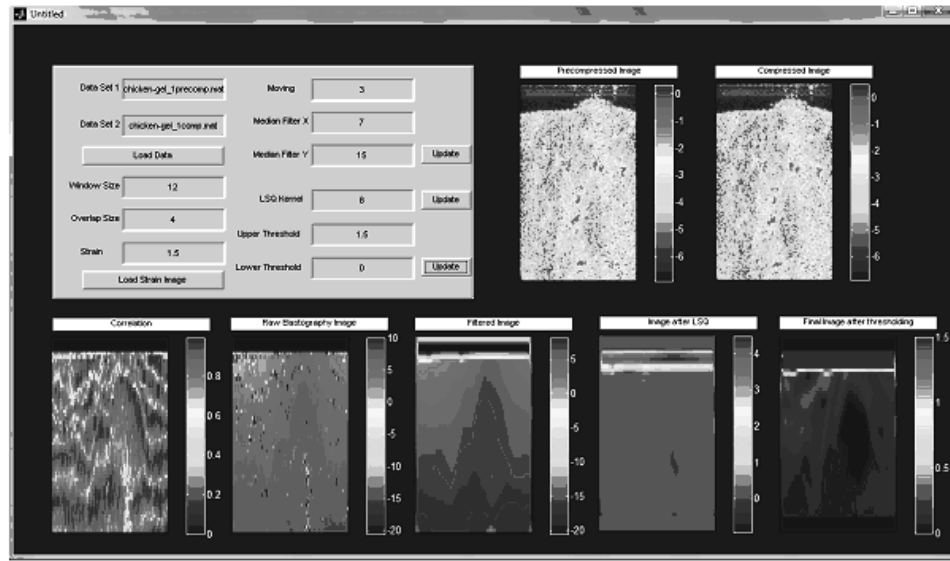 Untitled
Data Set 1 chicken-gel_1precomp.mat
Data Set 2 chicken-gel_1comp.mat
Load Data
Window Size 12
Overlap Size 4
Strain 1.5
Load Strain Image
Moving 3
Median Filter X 7
Median Filter Y 15 Update
LSQ Kernel 8 Update
Upper Threshold 1.5
Lower Threshold 0 Update
Precompressed Image
0
-1
-2
-3
-4
-5
-6
Compressed Image
0
-1
-2
-3
-4
-5
-6
Correlation
0.8
0.6
0.4
0.2
0
Raw Elastography Image
10
5
0
-5
-10
-15
-20
Filtered Image
5
0
-5
-10
-15
-20
Image after LSQ
4
3
2
1
0
Final Image after thresholding
1.5
1
0.5
0